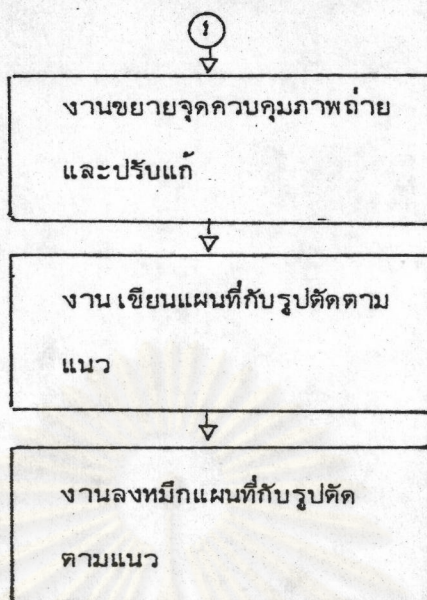 1
งานขยายจุดควบคุมภาพถ่าย
และปรับแก้
งานเขียนแผนที่กับรูปตัดตาม
แนว
งานลงหมึกแผนที่กับรูปตัด
ตามแนว